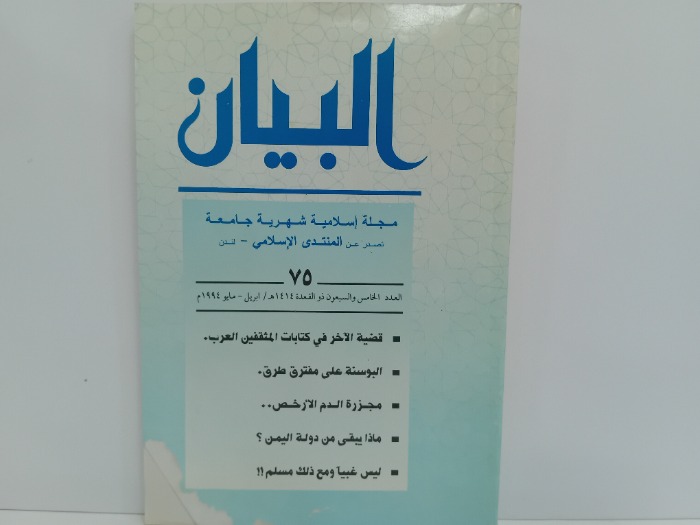 البيان
مجلة إسلامية شهرية جامعة
تصدر عن المنتدى الإسلامي - لندن
٧٥
العدد الخامس والسبعون ذو القعدة ١٤١٤هـ / ابريل - مايو ١٩٩٤م
■ قضية الآخر في كتابات المثقفين العرب.
■ البوسنة على مفترق طرق.
■ مجزرة الدم الأرخص..
■ ماذا يبقى من دولة اليمن ؟
■ ليس غبياً ومع ذلك مسلم !!